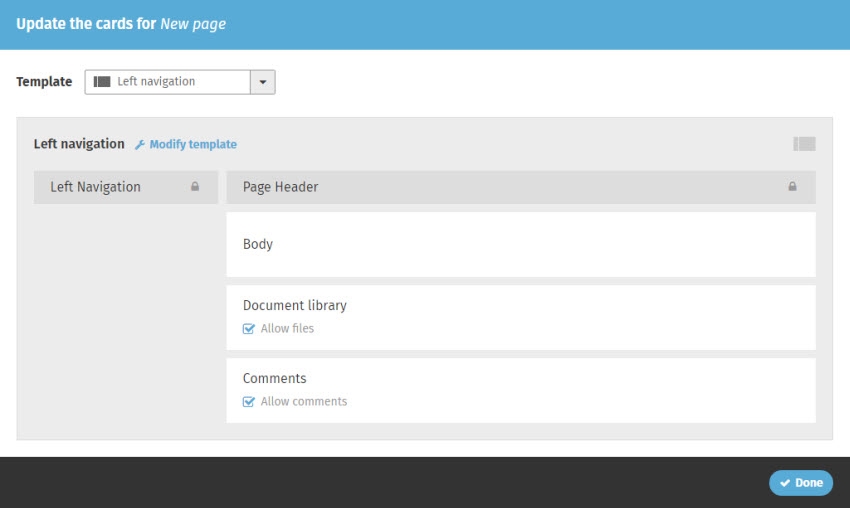 Update the cards for New page
Template
Left navigation
Left navigation
Modify template
Left Navigation
Page Header
Body
Document library
Allow files
Comments
Allow comments
Done